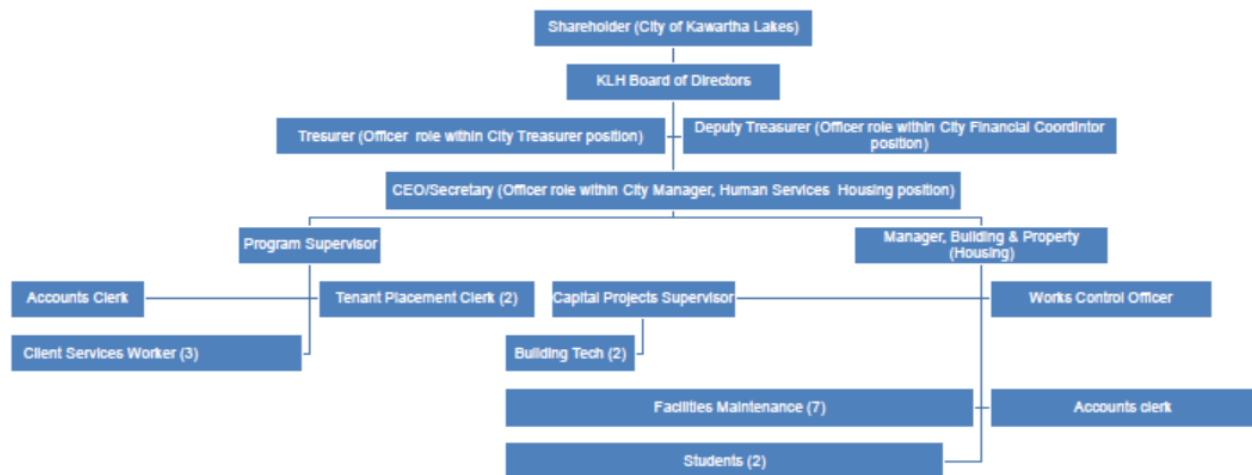 Shareholder (City of Kawartha Lakes)
KLH Board of Directors
Tresurer (Officer role within City Treasurer position)
Deputy Treasurer (Officer role within City Financial Coordintor
position)
CEO/Secretary (Officer role within City Manager, Human Services Housing position)
Program Supervisor
Manager, Building & Property
(Housing)
Accounts Clerk
Tenant Placement Clerk (2)
Capital Projects Supervisor
Works Control Officer
Client Services Worker (3)
Building Tech (2)
Facilities Maintenance (7)
Accounts clerk
Students (2)